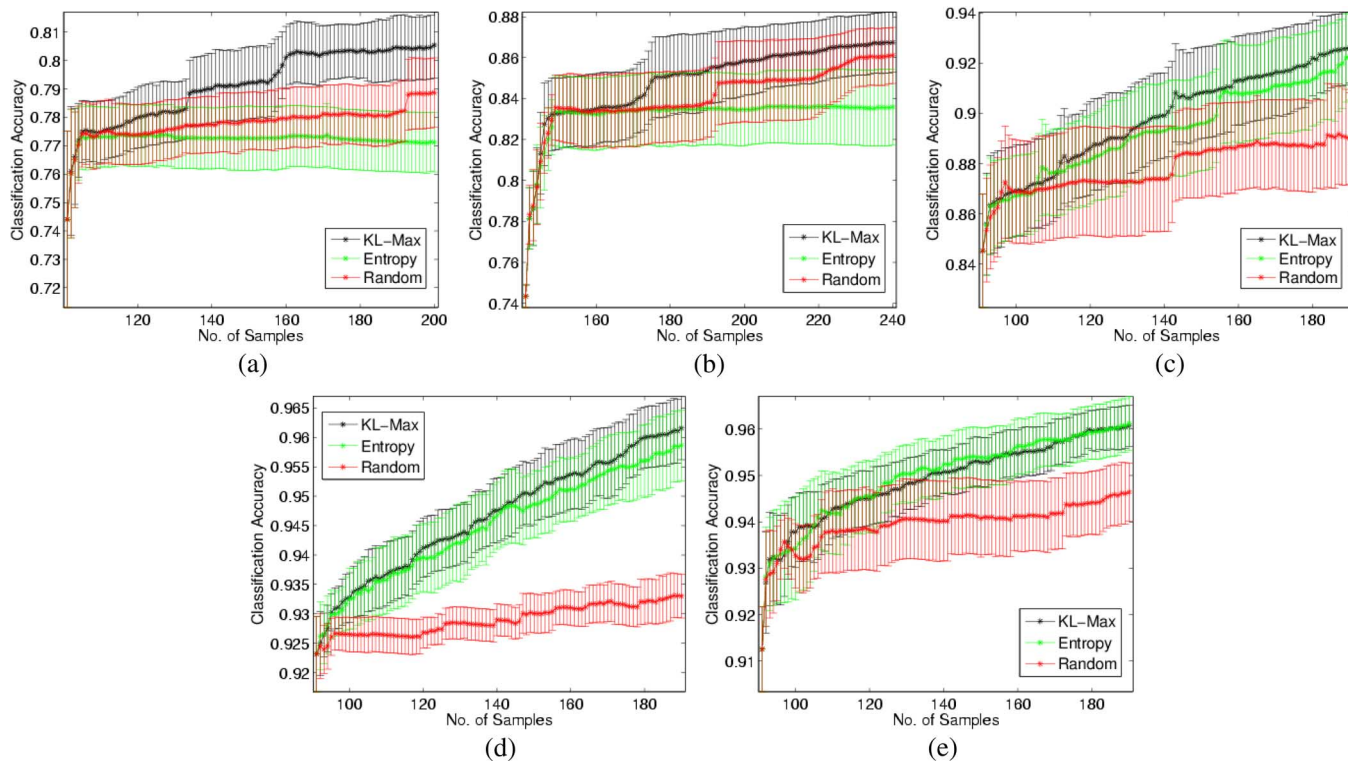 0.81
0.8
0.79
0.78
0.77
0.76
0.75
0.74
0.73
0.72
Classification Accuracy
KL-Max
Entropy
Random
120 140 160 180 200
No. of Samples
(a)
0.88
0.86
0.84
0.82
0.8
0.78
0.76
0.74
Classification Accuracy
KL-Max
Entropy
Random
160 180 200 220 240
No. of Samples
(b)
0.94
0.92
0.9
0.88
0.86
0.84
Classification Accuracy
KL-Max
Entropy
Random
100 120 140 160 180
No. of Samples
(c)
0.965
0.96
0.955
0.95
0.945
0.94
0.935
0.93
0.925
0.92
Classification Accuracy
KL-Max
Entropy
Random
100 120 140 160 180
No. of Samples
(d)
0.96
0.95
0.94
0.93
0.92
0.91
Classification Accuracy
KL-Max
Entropy
Random
100 120 140 160 180
No. of Samples
(e)